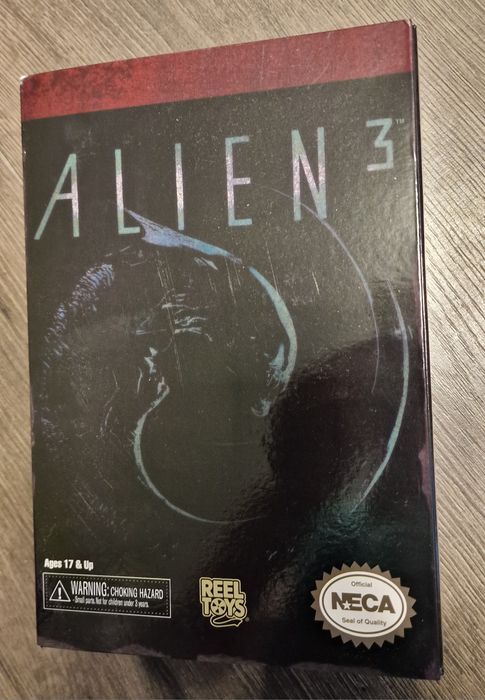 ALIEN³™
Ages 17 & Up
WARNING: CHOKING HAZARD
- Small parts. Not for children under 3 years.
REEL
TOYS
Official
NECA
Seal of Quality